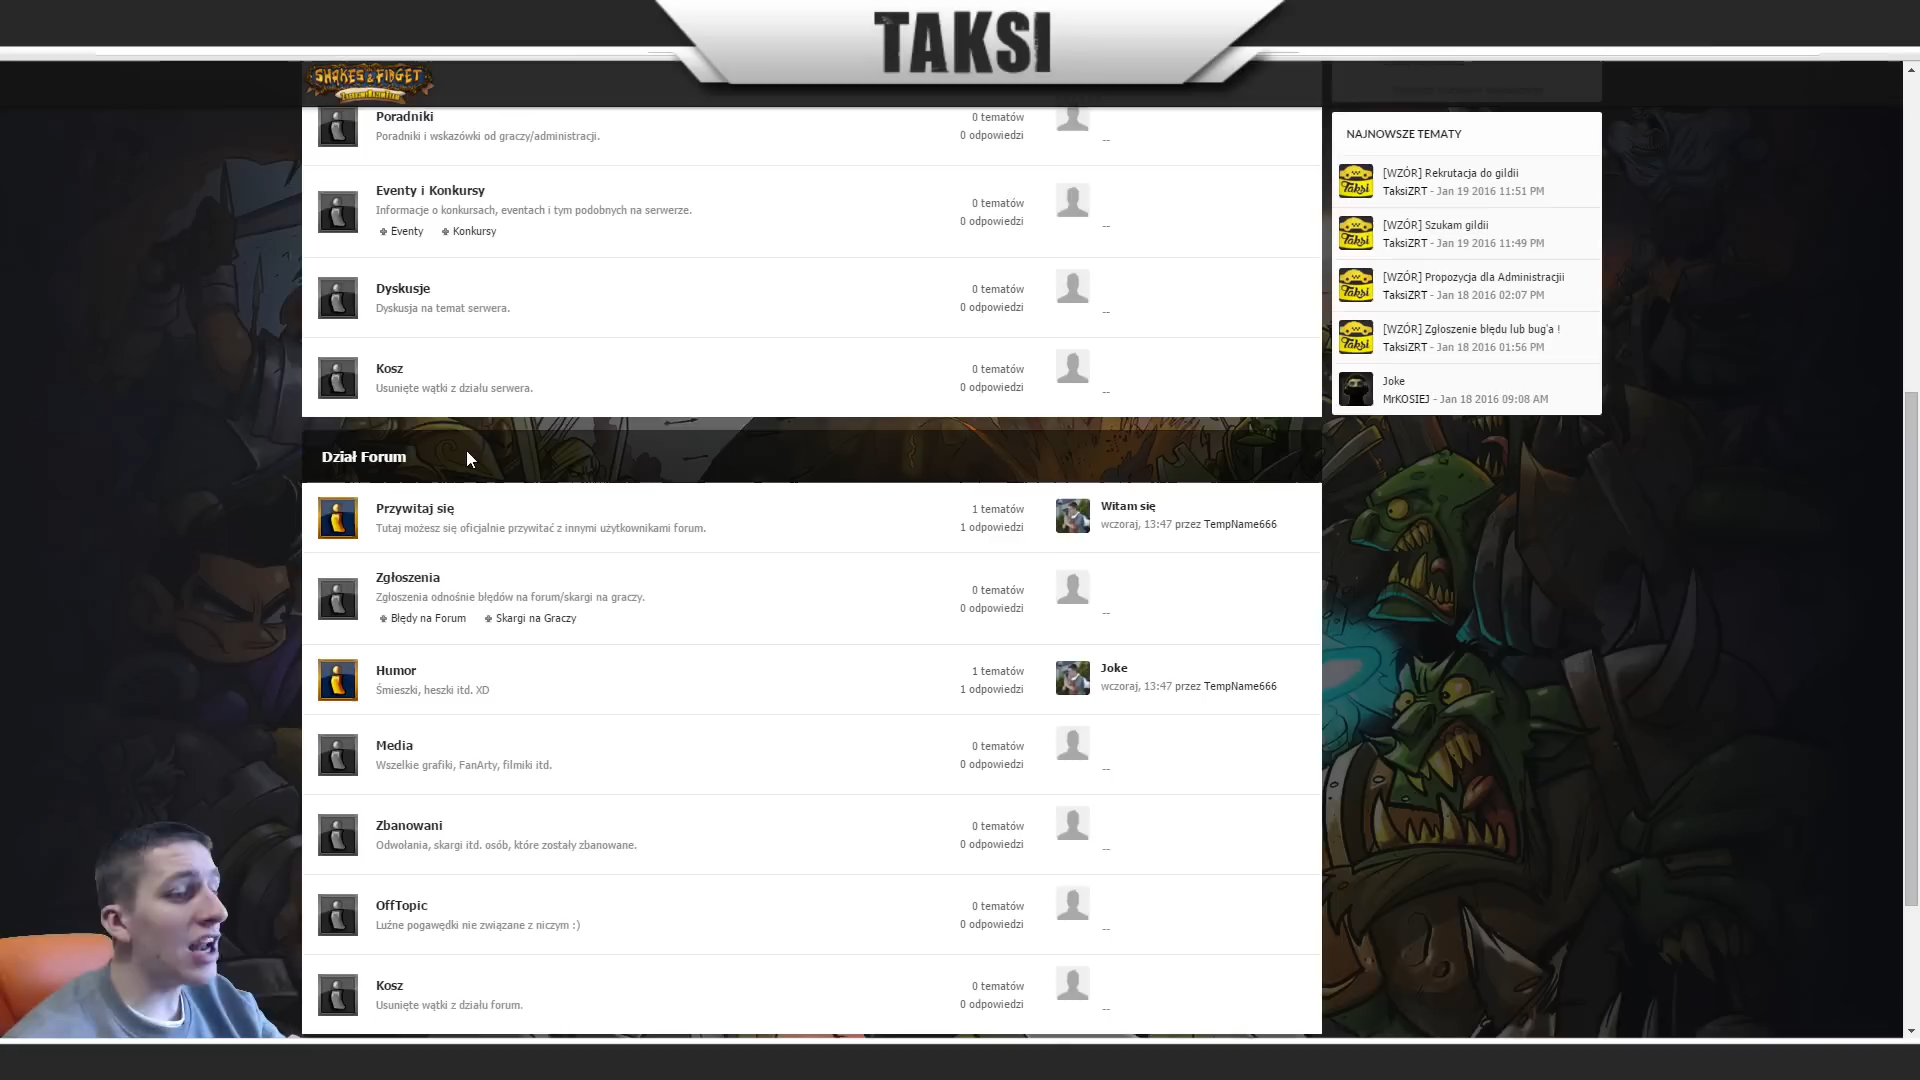 TAKSI
SHAKES & FIDGET
Poradniki
Poradniki i wskazówki od graczy/administracji.
0 tematów
0 odpowiedzi
--
Eventy i Konkursy
Informacje o konkursach, eventach i tym podobnych na serwerze.
Eventy Konkursy
0 tematów
0 odpowiedzi
--
Dyskusje
Dyskusja na temat serwera.
0 tematów
0 odpowiedzi
--
Kosz
Usunięte wątki z działu serwera.
0 tematów
0 odpowiedzi
--
Dział Forum
Przywitaj się
Tutaj możesz się oficjalnie przywitać z innymi użytkownikami forum.
1 tematów
1 odpowiedzi
Witam się
wczoraj, 13:47 przez TempName666
Zgłoszenia
Zgłoszenia odnośnie błędów na forum/skargi na graczy.
Błędy na Forum Skargi na Graczy
0 tematów
0 odpowiedzi
--
Humor
Śmieszki, heszki itd. XD
1 tematów
1 odpowiedzi
Joke
wczoraj, 13:47 przez TempName666
Media
Wszelkie grafiki, FanArty, filmiki itd.
0 tematów
0 odpowiedzi
--
Zbanowani
Odwołania, skargi itd. osób, które zostały zbanowane.
0 tematów
0 odpowiedzi
--
OffTopic
Luźne pogawędki nie związane z niczym :)
0 tematów
0 odpowiedzi
--
Kosz
Usunięte wątki z działu forum.
0 tematów
0 odpowiedzi
--
NAJNOWSZE TEMATY
Taksi
[WZÓR] Rekrutacja do gildii
TaksiZRT - Jan 19 2016 11:51 PM
Taksi
[WZÓR] Szukam gildii
TaksiZRT - Jan 19 2016 11:49 PM
Taksi
[WZÓR] Propozycja dla Administracjii
TaksiZRT - Jan 18 2016 02:07 PM
Taksi
[WZÓR] Zgłoszenie błędu lub bug'a !
TaksiZRT - Jan 18 2016 01:56 PM
Joke
MrKOSIEJ - Jan 18 2016 09:08 AM